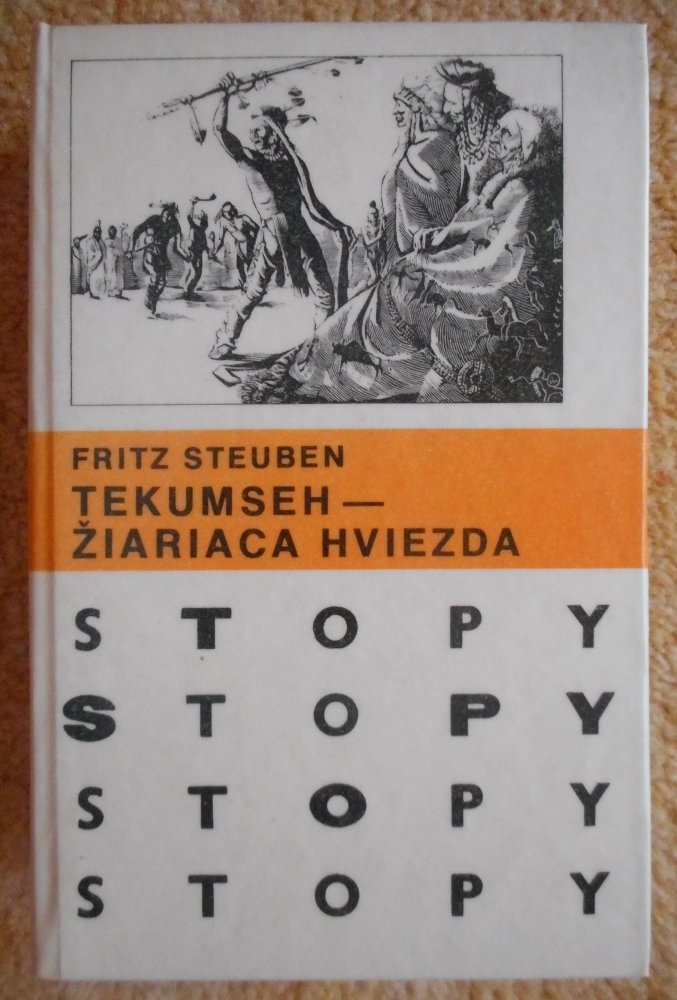 FRITZ STEUBEN
TEKUMSEH —
ŽIARIACA HVIEZDA
STOPY
STOPY
STOPY
STOPY